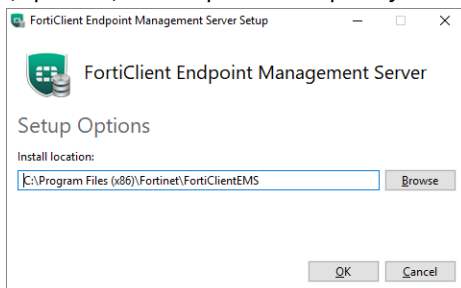 FortiClient Endpoint Management Server Setup
FortiClient Endpoint Management Server
Setup Options
Install location:
C:\Program Files (x86)\Fortinet\FortiClientEMS
Browse
OK
Cancel